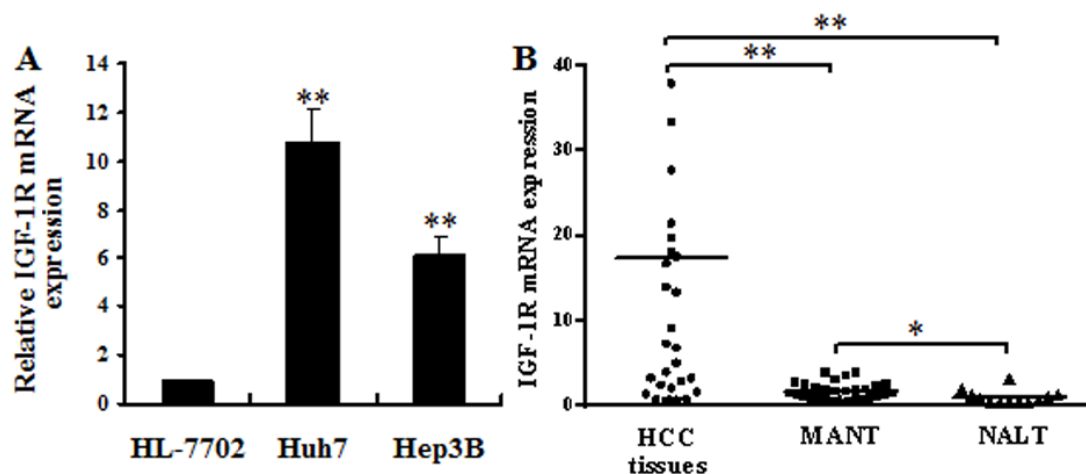 A
Relative IGF-1R mRNA
expression
14
12
10
8
6
4
2
0
**
**
HL-7702
Huh7
Hep3B
B
IGF-1R mRNA expression
40
30
20
10
0
**
**
*
HCC
tissues
MANT
NALT